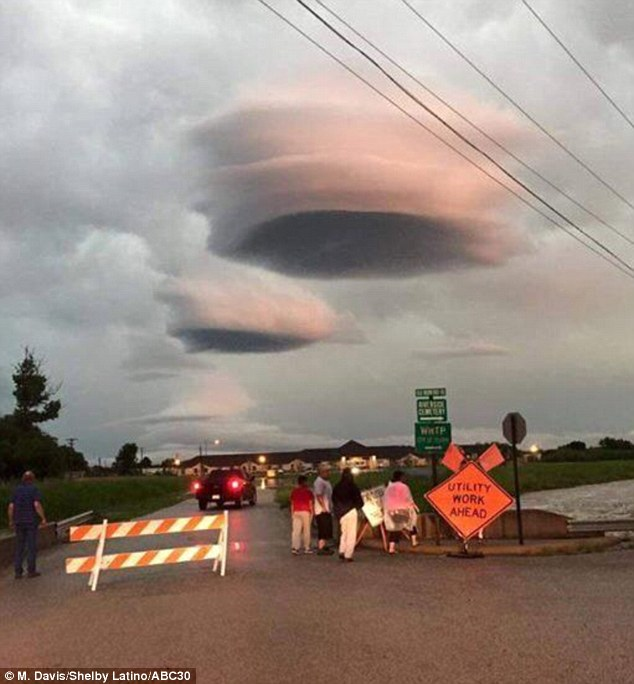 RIVERSIDE
CEMETERY
WWTP
UTILITY
WORK
AHEAD
© M. Davis/Shelby Latino/ABC30